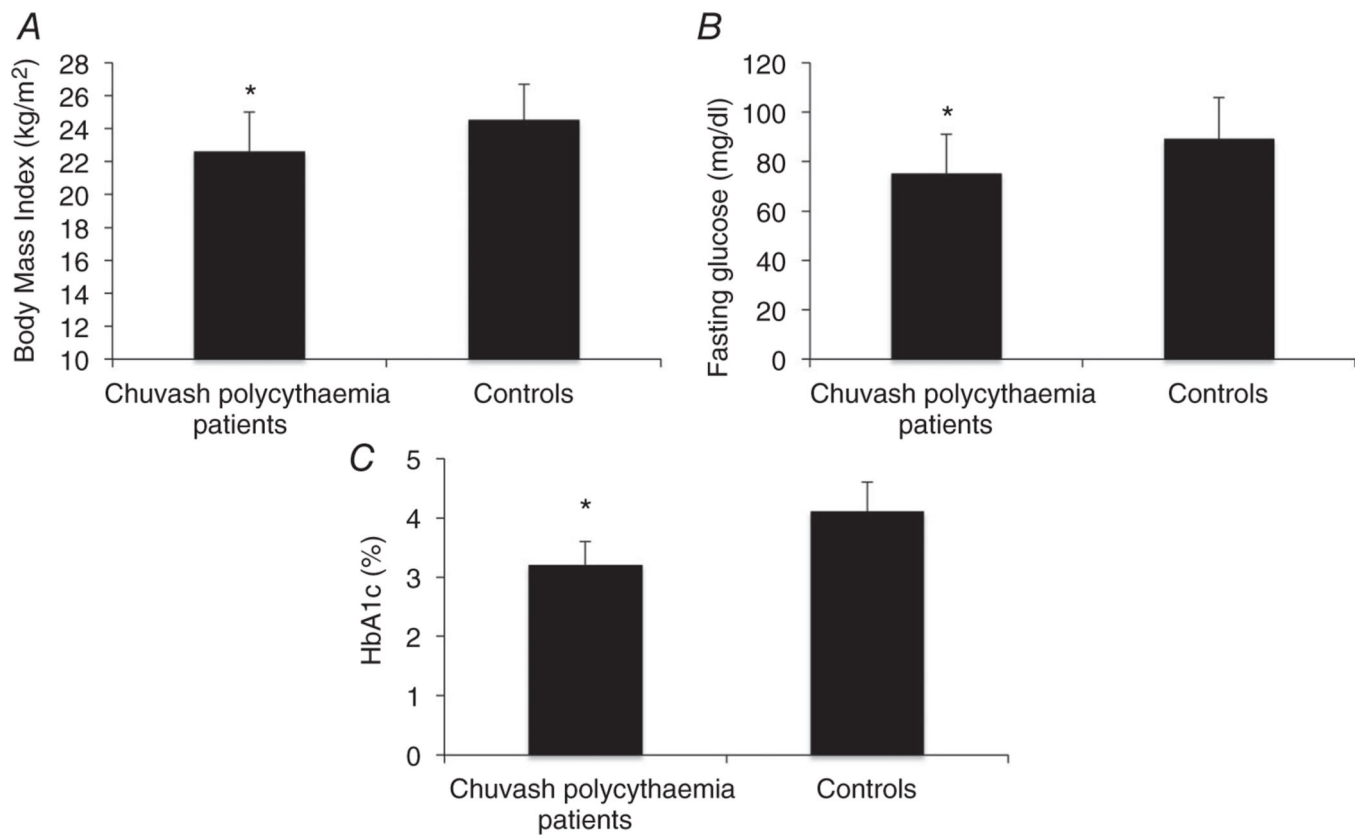 A
Body Mass Index (kg/m²)
28
26
24
22
20
18
16
14
12
10
*
Chuvash polycythaemia
patients
Controls
B
Fasting glucose (mg/dl)
120
100
80
60
40
20
0
*
Chuvash polycythaemia
patients
Controls
C
HbA1c (%)
5
4
3
2
1
0
*
Chuvash polycythaemia
patients
Controls